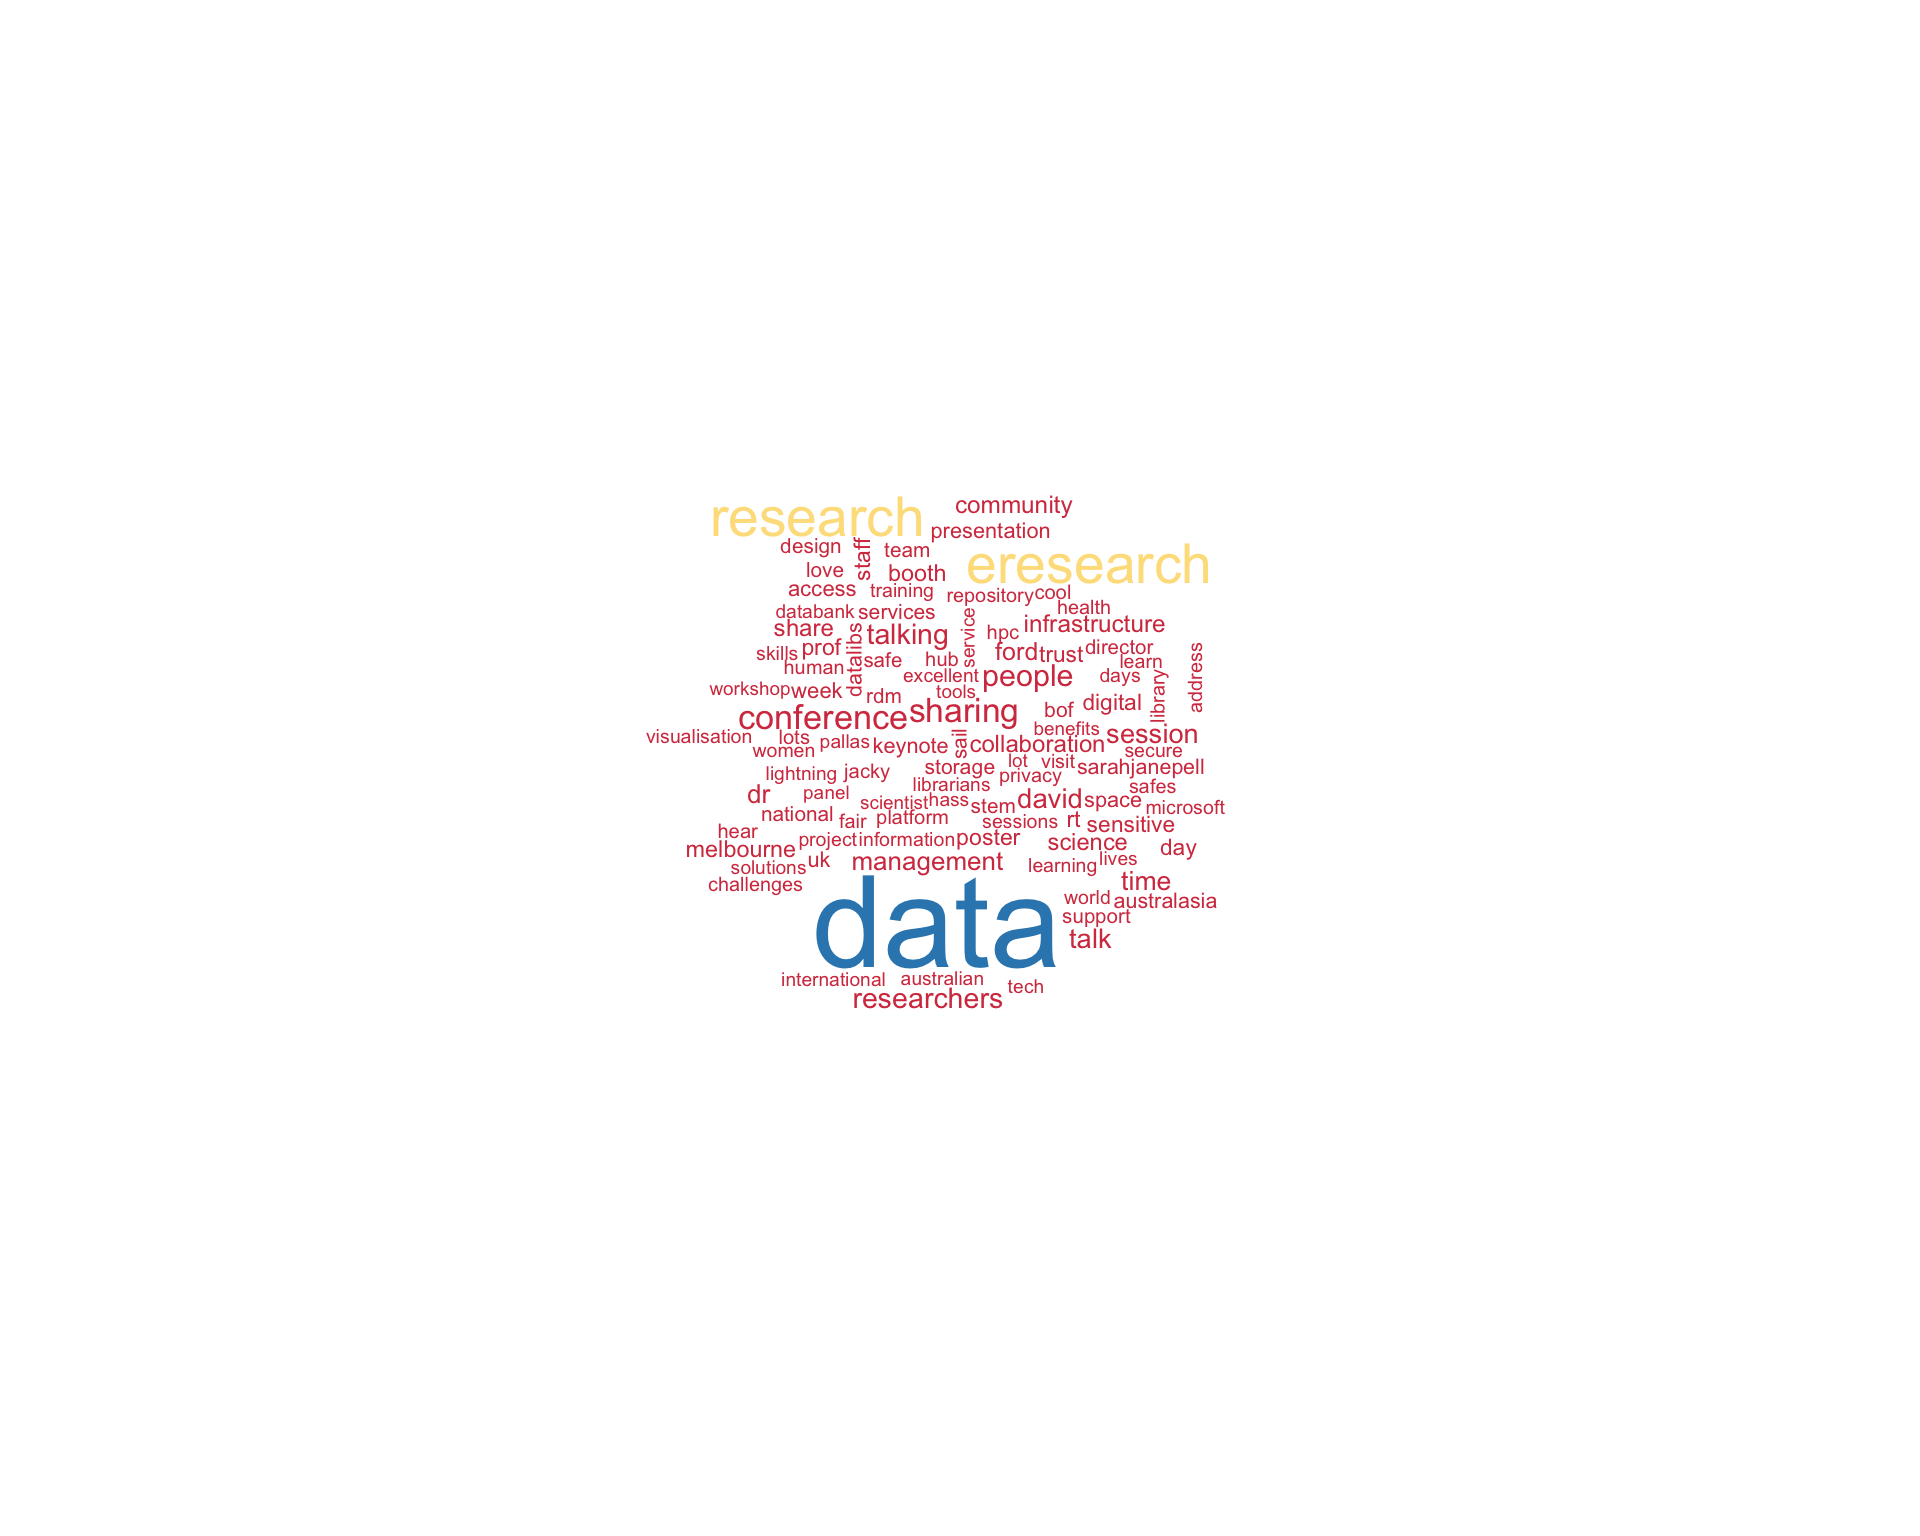 research community
presentation
design staff team eresearch
love booth
access training repository cool
databank services service health
share datalibs talking hpc infrastructure
skills prof safe hub ford trust director
human excellent people learn address
workshop week rdm tools days library
conference sharing bof digital
visualisation lots pallas keynote sail benefits session
women collaboration secure
lightning jacky storage lot visit sarahjanepell
librarians privacy safes
dr panel scientist hass stem david space microsoft
national fair platform sessions rt sensitive
hear project information poster science
melbourne uk management learning lives day
solutions
challenges time
data world australasia
support
talk
international australian tech
researchers